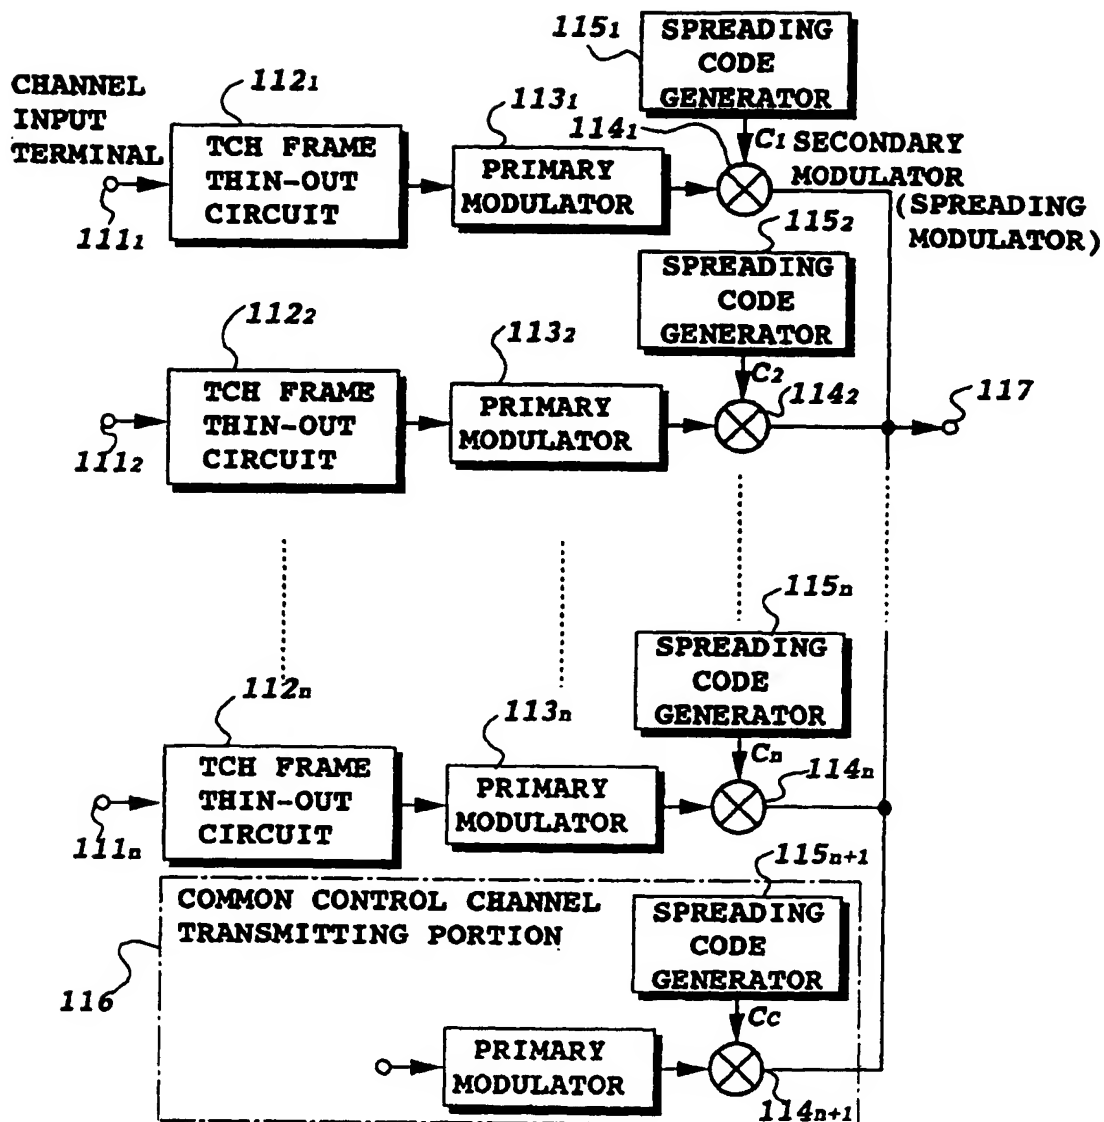 115₁
SPREADING
CODE
GENERATOR
CHANNEL
INPUT
TERMINAL
112₁
TCH FRAME
THIN-OUT
CIRCUIT
113₁
PRIMARY
MODULATOR
114₁
C₁
SECONDARY
MODULATOR
(SPREADING
MODULATOR)
111₁
115₂
SPREADING
CODE
GENERATOR
112₂
TCH FRAME
THIN-OUT
CIRCUIT
113₂
PRIMARY
MODULATOR
C₂
114₂
117
111₂
115n
SPREADING
CODE
GENERATOR
112n
TCH FRAME
THIN-OUT
CIRCUIT
113n
PRIMARY
MODULATOR
Cn
114n
111n
115n+1
COMMON CONTROL CHANNEL
TRANSMITTING PORTION
SPREADING
CODE
GENERATOR
116
Cc
PRIMARY
MODULATOR
114n+1